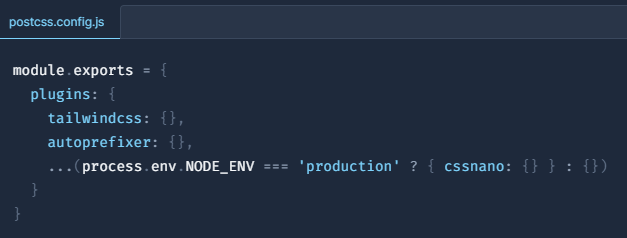 postcss.config.js
module.exports = {
  plugins: {
    tailwindcss: {},
    autoprefixer: {},
    ...(process.env.NODE_ENV === 'production' ? { cssnano: {} } : {})
  }
}